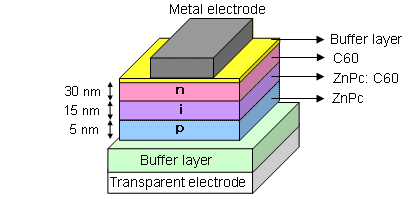 Metal electrode
Buffer layer
C60
ZnPc: C60
ZnPc
30 nm
n
15 nm
i
5 nm
p
Buffer layer
Transparent electrode